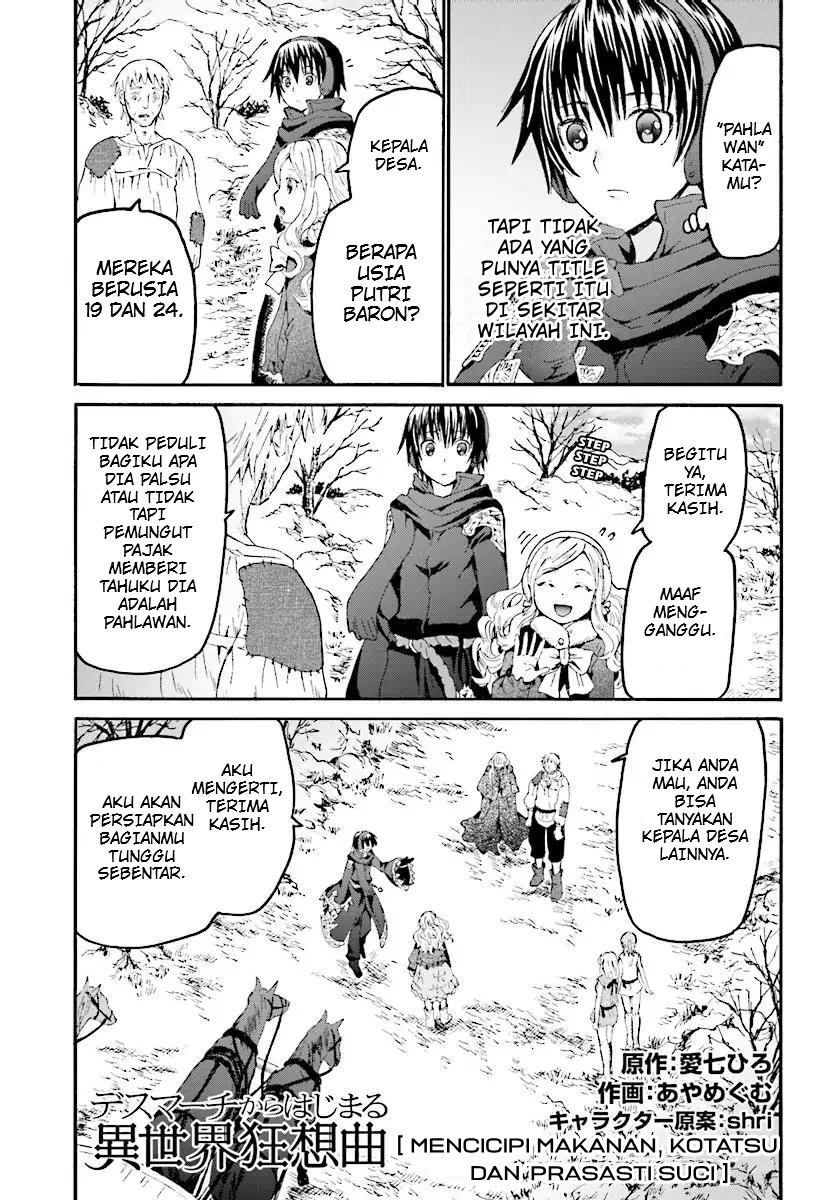 "PAHLA
WAN"
KATA-
MU?
TAPI TIDAK
ADA YANG
PUNYA TITLE
SEPERTI ITU
DI SEKITAR
WILAYAH INI.
KEPALA
DESA.
BERAPA
USIA
PUTRI
BARON?
MEREKA
BERUSIA
19 DAN 24.
BEGITU
YA,
TERIMA
KASIH.
MAAF
MENG-
GANGGU.
STEP
STEP
STEP
TIDAK PEDULI
BAGIKU APA
DIA PALSU
ATAU TIDAK
TAPI
PEMUNGUT
PAJAK
MEMBERI
TAHUKU DIA
ADALAH
PAHLAWAN.
JIKA ANDA
MAU, ANDA
BISA
TANYAKAN
KEPALA DESA
LAINNYA.
AKU
MENGERTI,
TERIMA
KASIH.
AKU AKAN
PERSIAPKAN
BAGIANMU
TUNGGU
SEBENTAR.
原作:愛七ひろ
作画:あやめぐむ
キャラクター原案:shri
デスマーチからはじまる
異世界狂想曲
[ MENCICIPI MAKANAN, KOTATSU
DAN PRASASTI SUCI ]